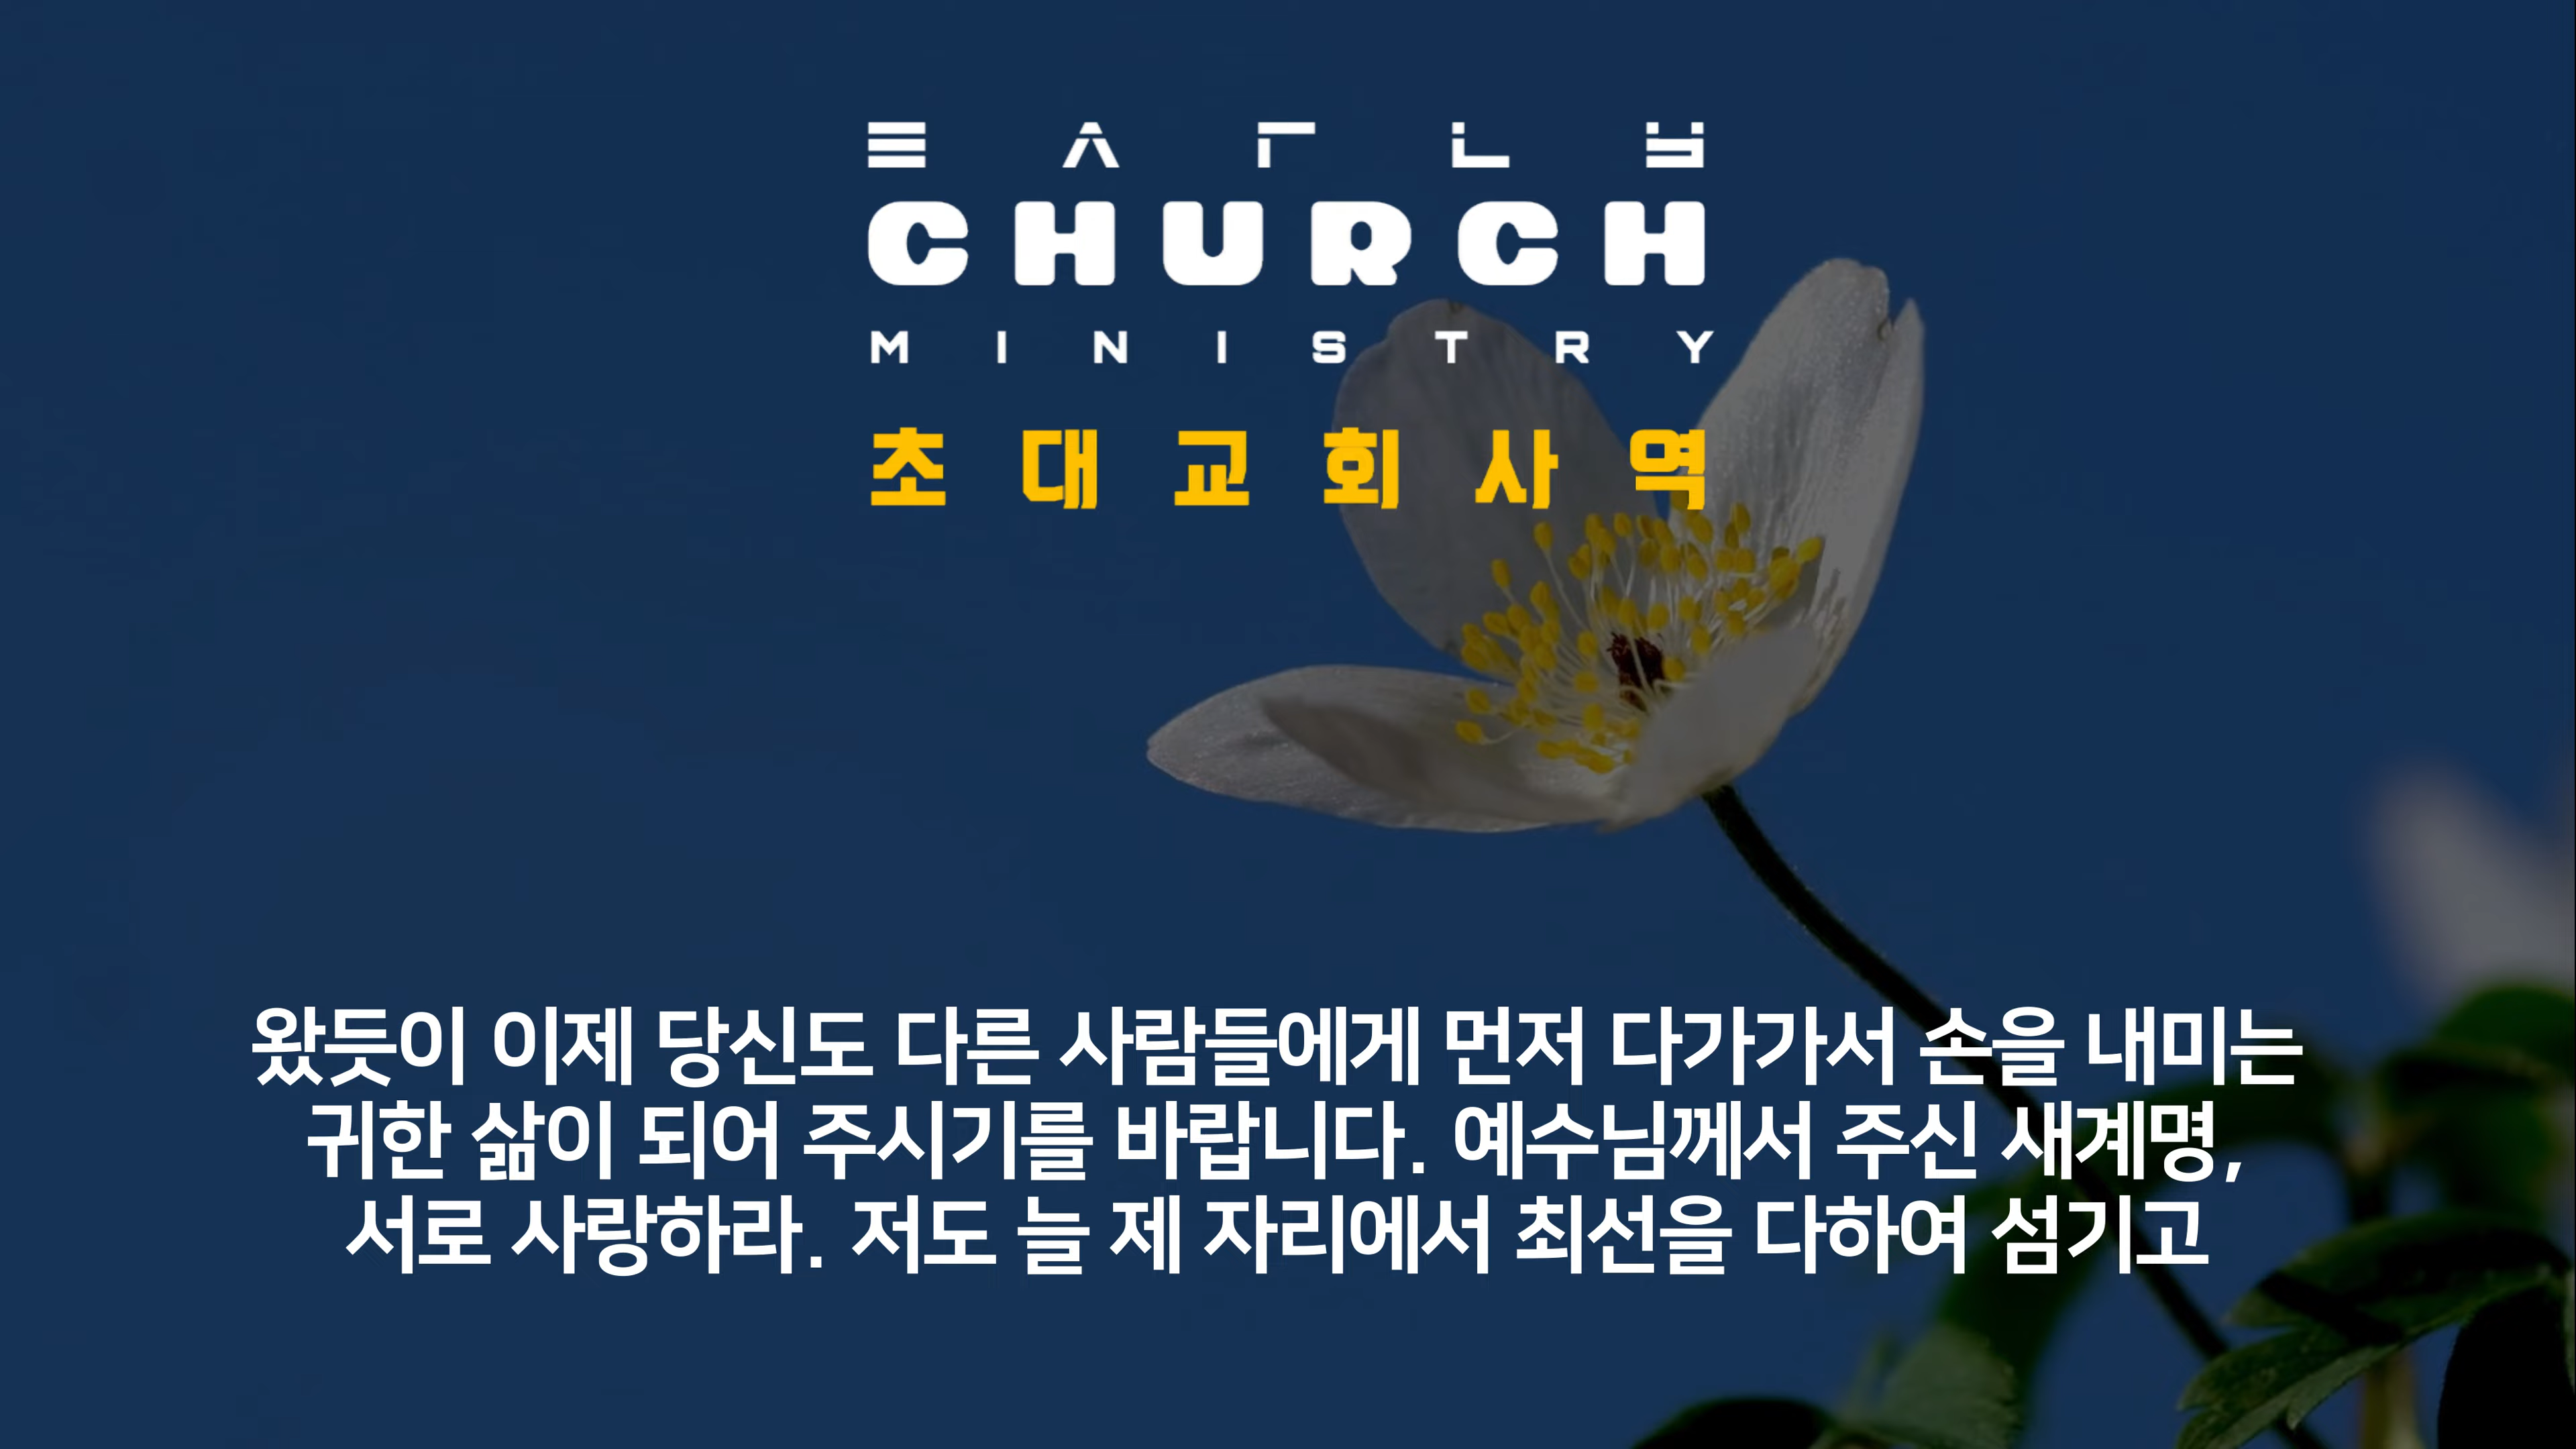 EARLY
CHURCH
MINISTRY
초대교회사역
왔듯이 이제 당신도 다른 사람들에게 먼저 다가가서 손을 내미는
귀한 삶이 되어 주시기를 바랍니다. 예수님께서 주신 새계명,
서로 사랑하라. 저도 늘 제 자리에서 최선을 다하여 섬기고